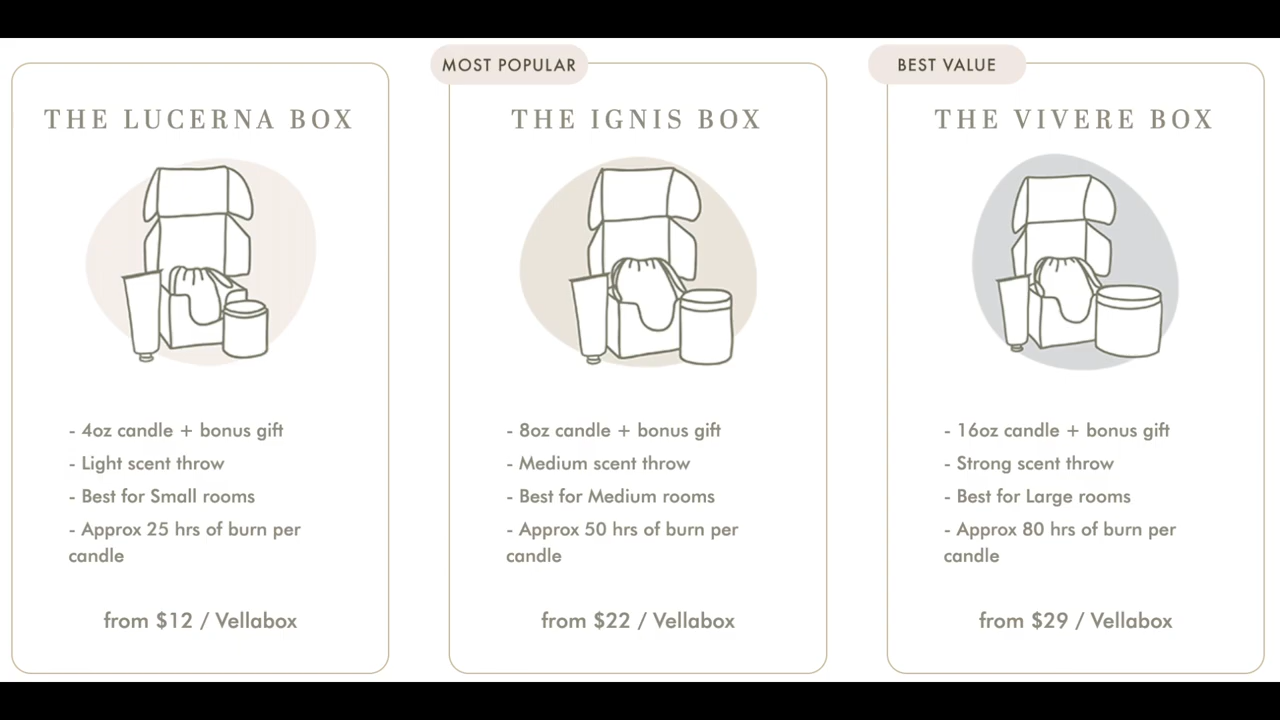 THE LUCERNA BOX
- 4oz candle + bonus gift
- Light scent throw
- Best for Small rooms
- Approx 25 hrs of burn per
candle
from $12 / Vellabox
MOST POPULAR
THE IGNIS BOX
- 8oz candle + bonus gift
- Medium scent throw
- Best for Medium rooms
- Approx 50 hrs of burn per
candle
from $22 / Vellabox
BEST VALUE
THE VIVERE BOX
- 16oz candle + bonus gift
- Strong scent throw
- Best for Large rooms
- Approx 80 hrs of burn per
candle
from $29 / Vellabox